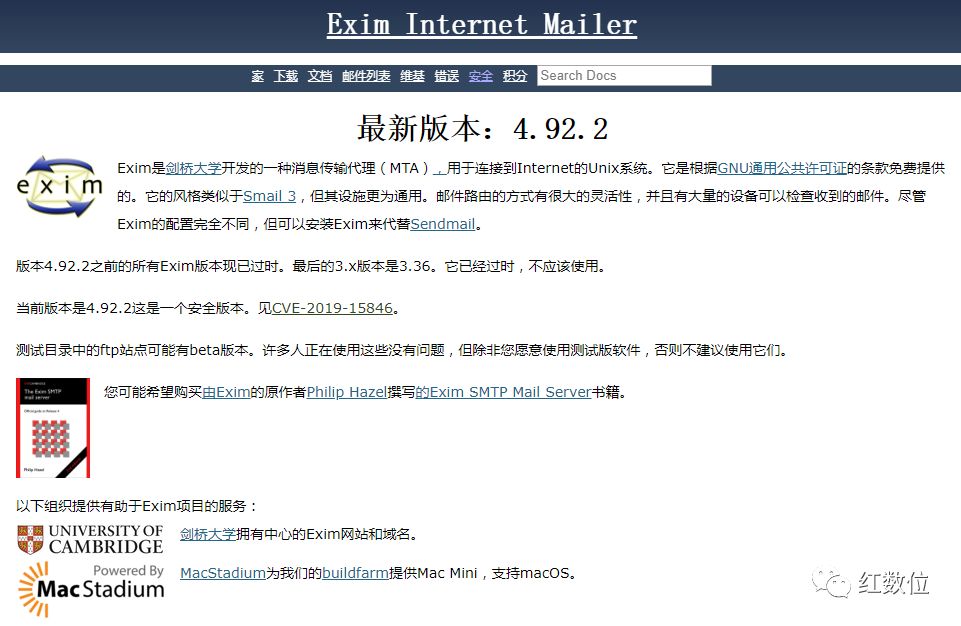 Exim Internet Mailer
家 下载 文档 邮件列表 维基 错误 安全 积分 Search Docs
最新版本：4.92.2
exim
Exim是剑桥大学开发的一种消息传输代理（MTA），用于连接到Internet的Unix系统。它是根据GNU通用公共许可证的条款免费提供
的。它的风格类似于Smail 3，但其设施更为通用。邮件路由的方式有很大的灵活性，并且有大量的设备可以检查收到的邮件。尽管
Exim的配置完全不同，但可以安装Exim来代替Sendmail。
版本4.92.2之前的所有Exim版本现已过时。最后的3.x版本是3.36。它已经过时，不应该使用。
当前版本是4.92.2这是一个安全版本。见CVE-2019-15846。
测试目录中的ftp站点可能有beta版本。许多人正在使用这些没有问题，但除非您愿意使用测试版软件，否则不建议使用它们。
The Exim SMTP
mail server
Official guide to Release 4
Philip Hazel
您可能希望购买由Exim的原作者Philip Hazel撰写的Exim SMTP Mail Server书籍。
以下组织提供有助于Exim项目的服务：
UNIVERSITY OF
CAMBRIDGE
剑桥大学拥有中心的Exim网站和域名。
Powered By
MacStadium
MacStadium为我们的buildfarm提供Mac Mini，支持macOS。
红数位